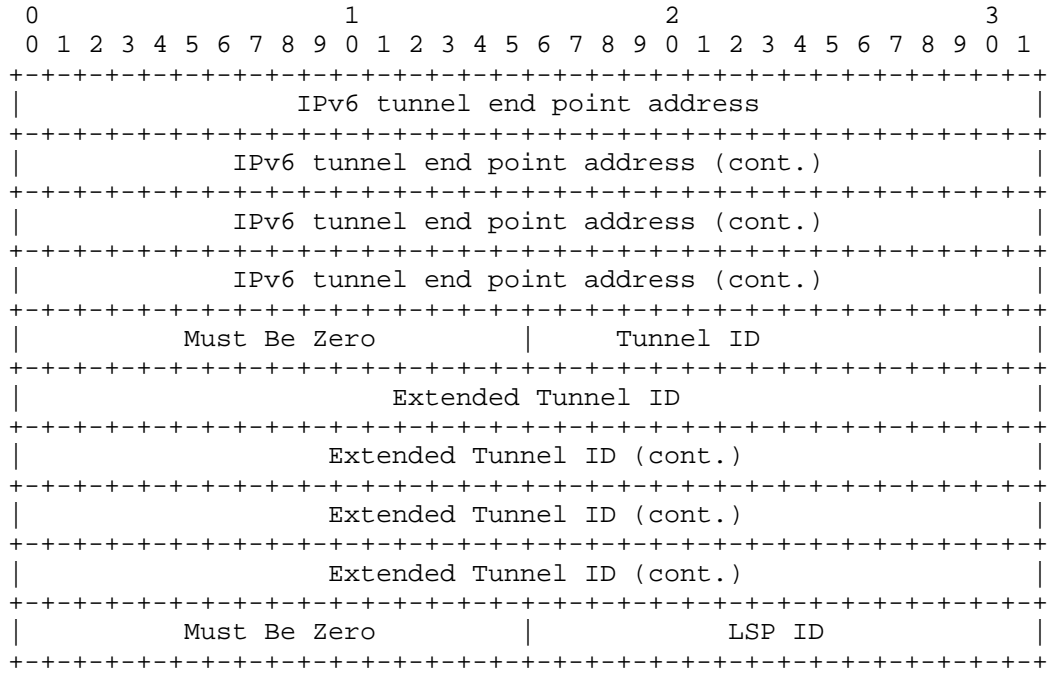 0                   1                   2                   3
 0 1 2 3 4 5 6 7 8 9 0 1 2 3 4 5 6 7 8 9 0 1 2 3 4 5 6 7 8 9 0 1
+-+-+-+-+-+-+-+-+-+-+-+-+-+-+-+-+-+-+-+-+-+-+-+-+-+-+-+-+-+-+-+-+
|                 IPv6 tunnel end point address                 |
+-+-+-+-+-+-+-+-+-+-+-+-+-+-+-+-+-+-+-+-+-+-+-+-+-+-+-+-+-+-+-+-+
|             IPv6 tunnel end point address (cont.)             |
+-+-+-+-+-+-+-+-+-+-+-+-+-+-+-+-+-+-+-+-+-+-+-+-+-+-+-+-+-+-+-+-+
|             IPv6 tunnel end point address (cont.)             |
+-+-+-+-+-+-+-+-+-+-+-+-+-+-+-+-+-+-+-+-+-+-+-+-+-+-+-+-+-+-+-+-+
|             IPv6 tunnel end point address (cont.)             |
+-+-+-+-+-+-+-+-+-+-+-+-+-+-+-+-+-+-+-+-+-+-+-+-+-+-+-+-+-+-+-+-+
|          Must Be Zero         |     Tunnel ID                 |
+-+-+-+-+-+-+-+-+-+-+-+-+-+-+-+-+-+-+-+-+-+-+-+-+-+-+-+-+-+-+-+-+
|                       Extended Tunnel ID                      |
+-+-+-+-+-+-+-+-+-+-+-+-+-+-+-+-+-+-+-+-+-+-+-+-+-+-+-+-+-+-+-+-+
|                   Extended Tunnel ID (cont.)                  |
+-+-+-+-+-+-+-+-+-+-+-+-+-+-+-+-+-+-+-+-+-+-+-+-+-+-+-+-+-+-+-+-+
|                   Extended Tunnel ID (cont.)                  |
+-+-+-+-+-+-+-+-+-+-+-+-+-+-+-+-+-+-+-+-+-+-+-+-+-+-+-+-+-+-+-+-+
|                   Extended Tunnel ID (cont.)                  |
+-+-+-+-+-+-+-+-+-+-+-+-+-+-+-+-+-+-+-+-+-+-+-+-+-+-+-+-+-+-+-+-+
|          Must Be Zero         |            LSP ID             |
+-+-+-+-+-+-+-+-+-+-+-+-+-+-+-+-+-+-+-+-+-+-+-+-+-+-+-+-+-+-+-+-+